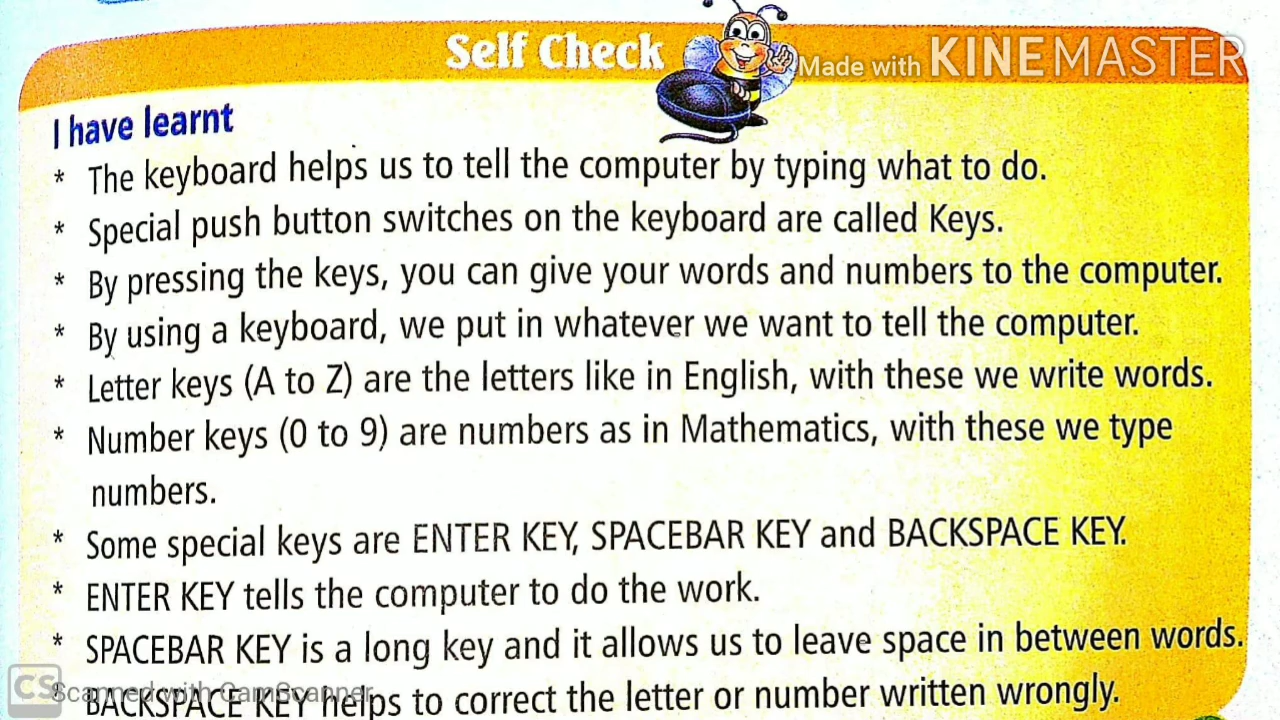 Self Check
Made with KINEMASTER
I have learnt
* The keyboard helps us to tell the computer by typing what to do.
* Special push button switches on the keyboard are called Keys.
* By pressing the keys, you can give your words and numbers to the computer.
* By using a keyboard, we put in whatever we want to tell the computer.
* Letter keys (A to Z) are the letters like in English, with these we write words.
* Number keys (0 to 9) are numbers as in Mathematics, with these we type
numbers.
* Some special keys are ENTER KEY, SPACEBAR KEY and BACKSPACE KEY.
* ENTER KEY tells the computer to do the work.
* SPACEBAR KEY is a long key and it allows us to leave space in between words.
* BACKSPACE KEY helps to correct the letter or number written wrongly.
CS Scanned with CamScanner